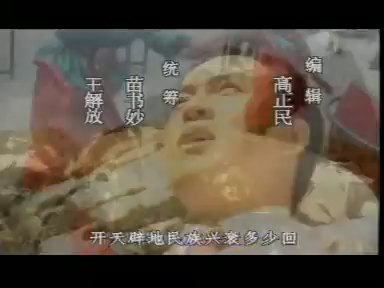 编辑
高止民
统筹
苗书妙
王解放
开天辟地民族兴衰多少回